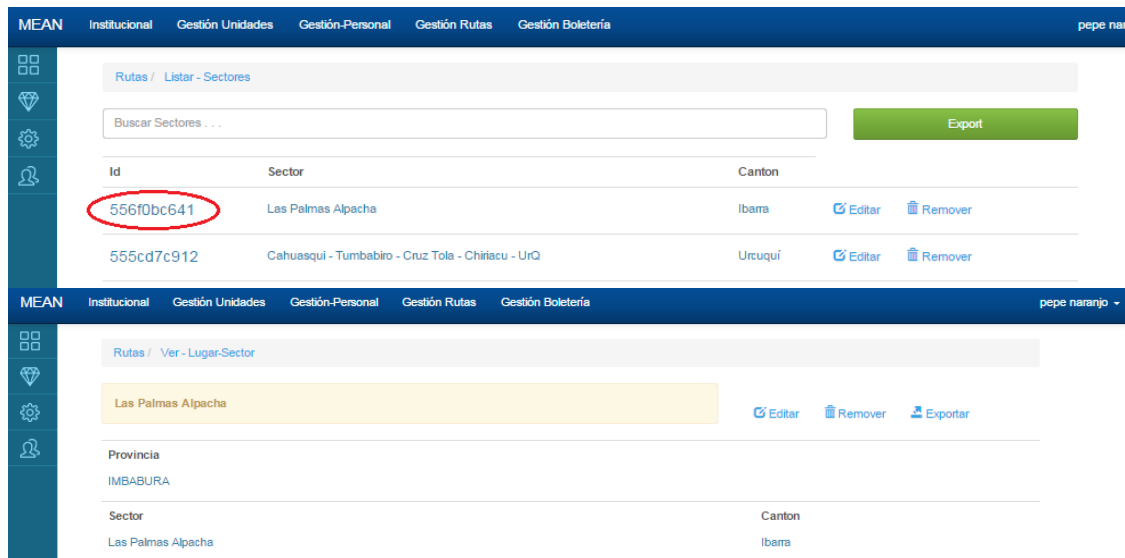 MEAN Institucional Gestión Unidades Gestión-Personal Gestión Rutas Gestión Boletería pepe nar
Rutas / Listar - Sectores
Buscar Sectores . . . Export
Id Sector Canton
556f0bc641 Las Palmas Alpacha Ibarra Editar Remover
555cd7c912 Cahuasqui - Tumbabiro - Cruz Tola - Chiriacu - UrQ Urcuquí Editar Remover
MEAN Institucional Gestión Unidades Gestión-Personal Gestión Rutas Gestión Boletería pepe naranjo
Rutas / Ver - Lugar-Sector
Las Palmas Alpacha Editar Remover Exportar
Provincia
IMBABURA
Sector Canton
Las Palmas Alpacha Ibarra